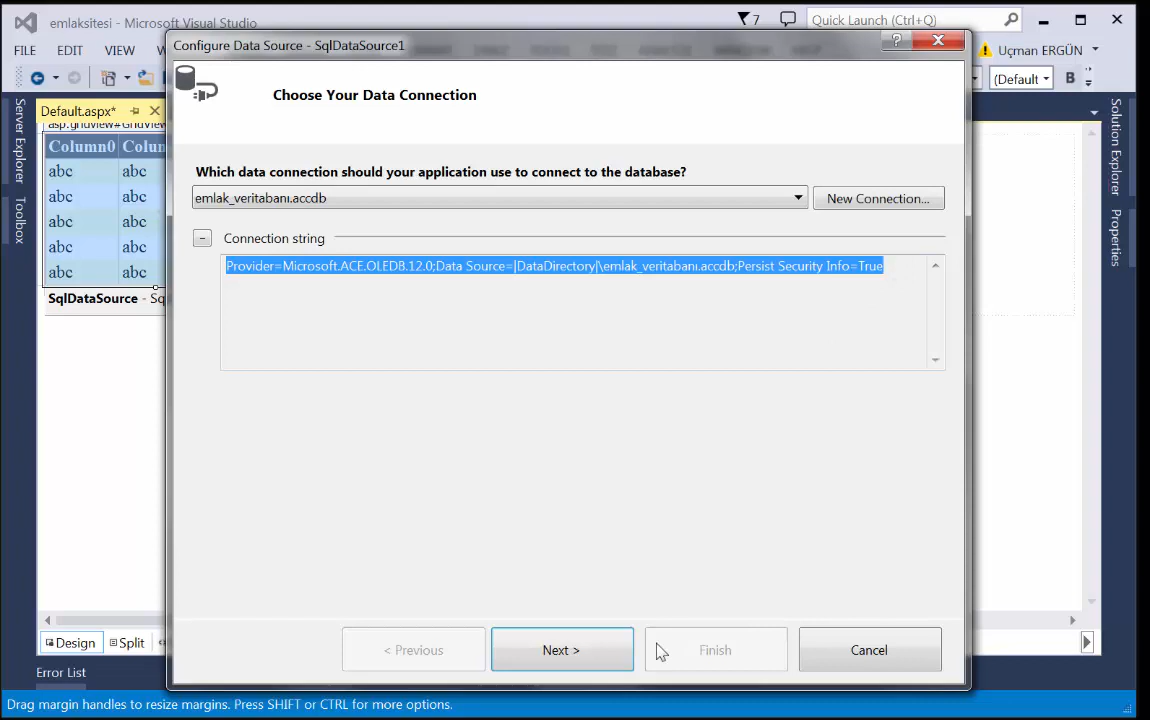 emlaksitesi - Microsoft Visual Studio
7
Quick Launch (Ctrl+Q)
FILE EDIT VIEW
Uçman ERGÜN
Configure Data Source - SqlDataSource1
?
(Default
B
Default.aspx*
Server Explorer
Toolbox
Solution Explorer
Properties
Choose Your Data Connection
Column0 Colum
abc abc
abc abc
abc abc
abc abc
abc abc
SqlDataSource - Sq
Which data connection should your application use to connect to the database?
emlak_veritabanı.accdb
New Connection...
Connection string
Provider=Microsoft.ACE.OLEDB.12.0;Data Source=|DataDirectory|\emlak_veritabanı.accdb;Persist Security Info=True
Design Split
< Previous Next > Finish Cancel
Error List
Drag margin handles to resize margins. Press SHIFT or CTRL for more options.